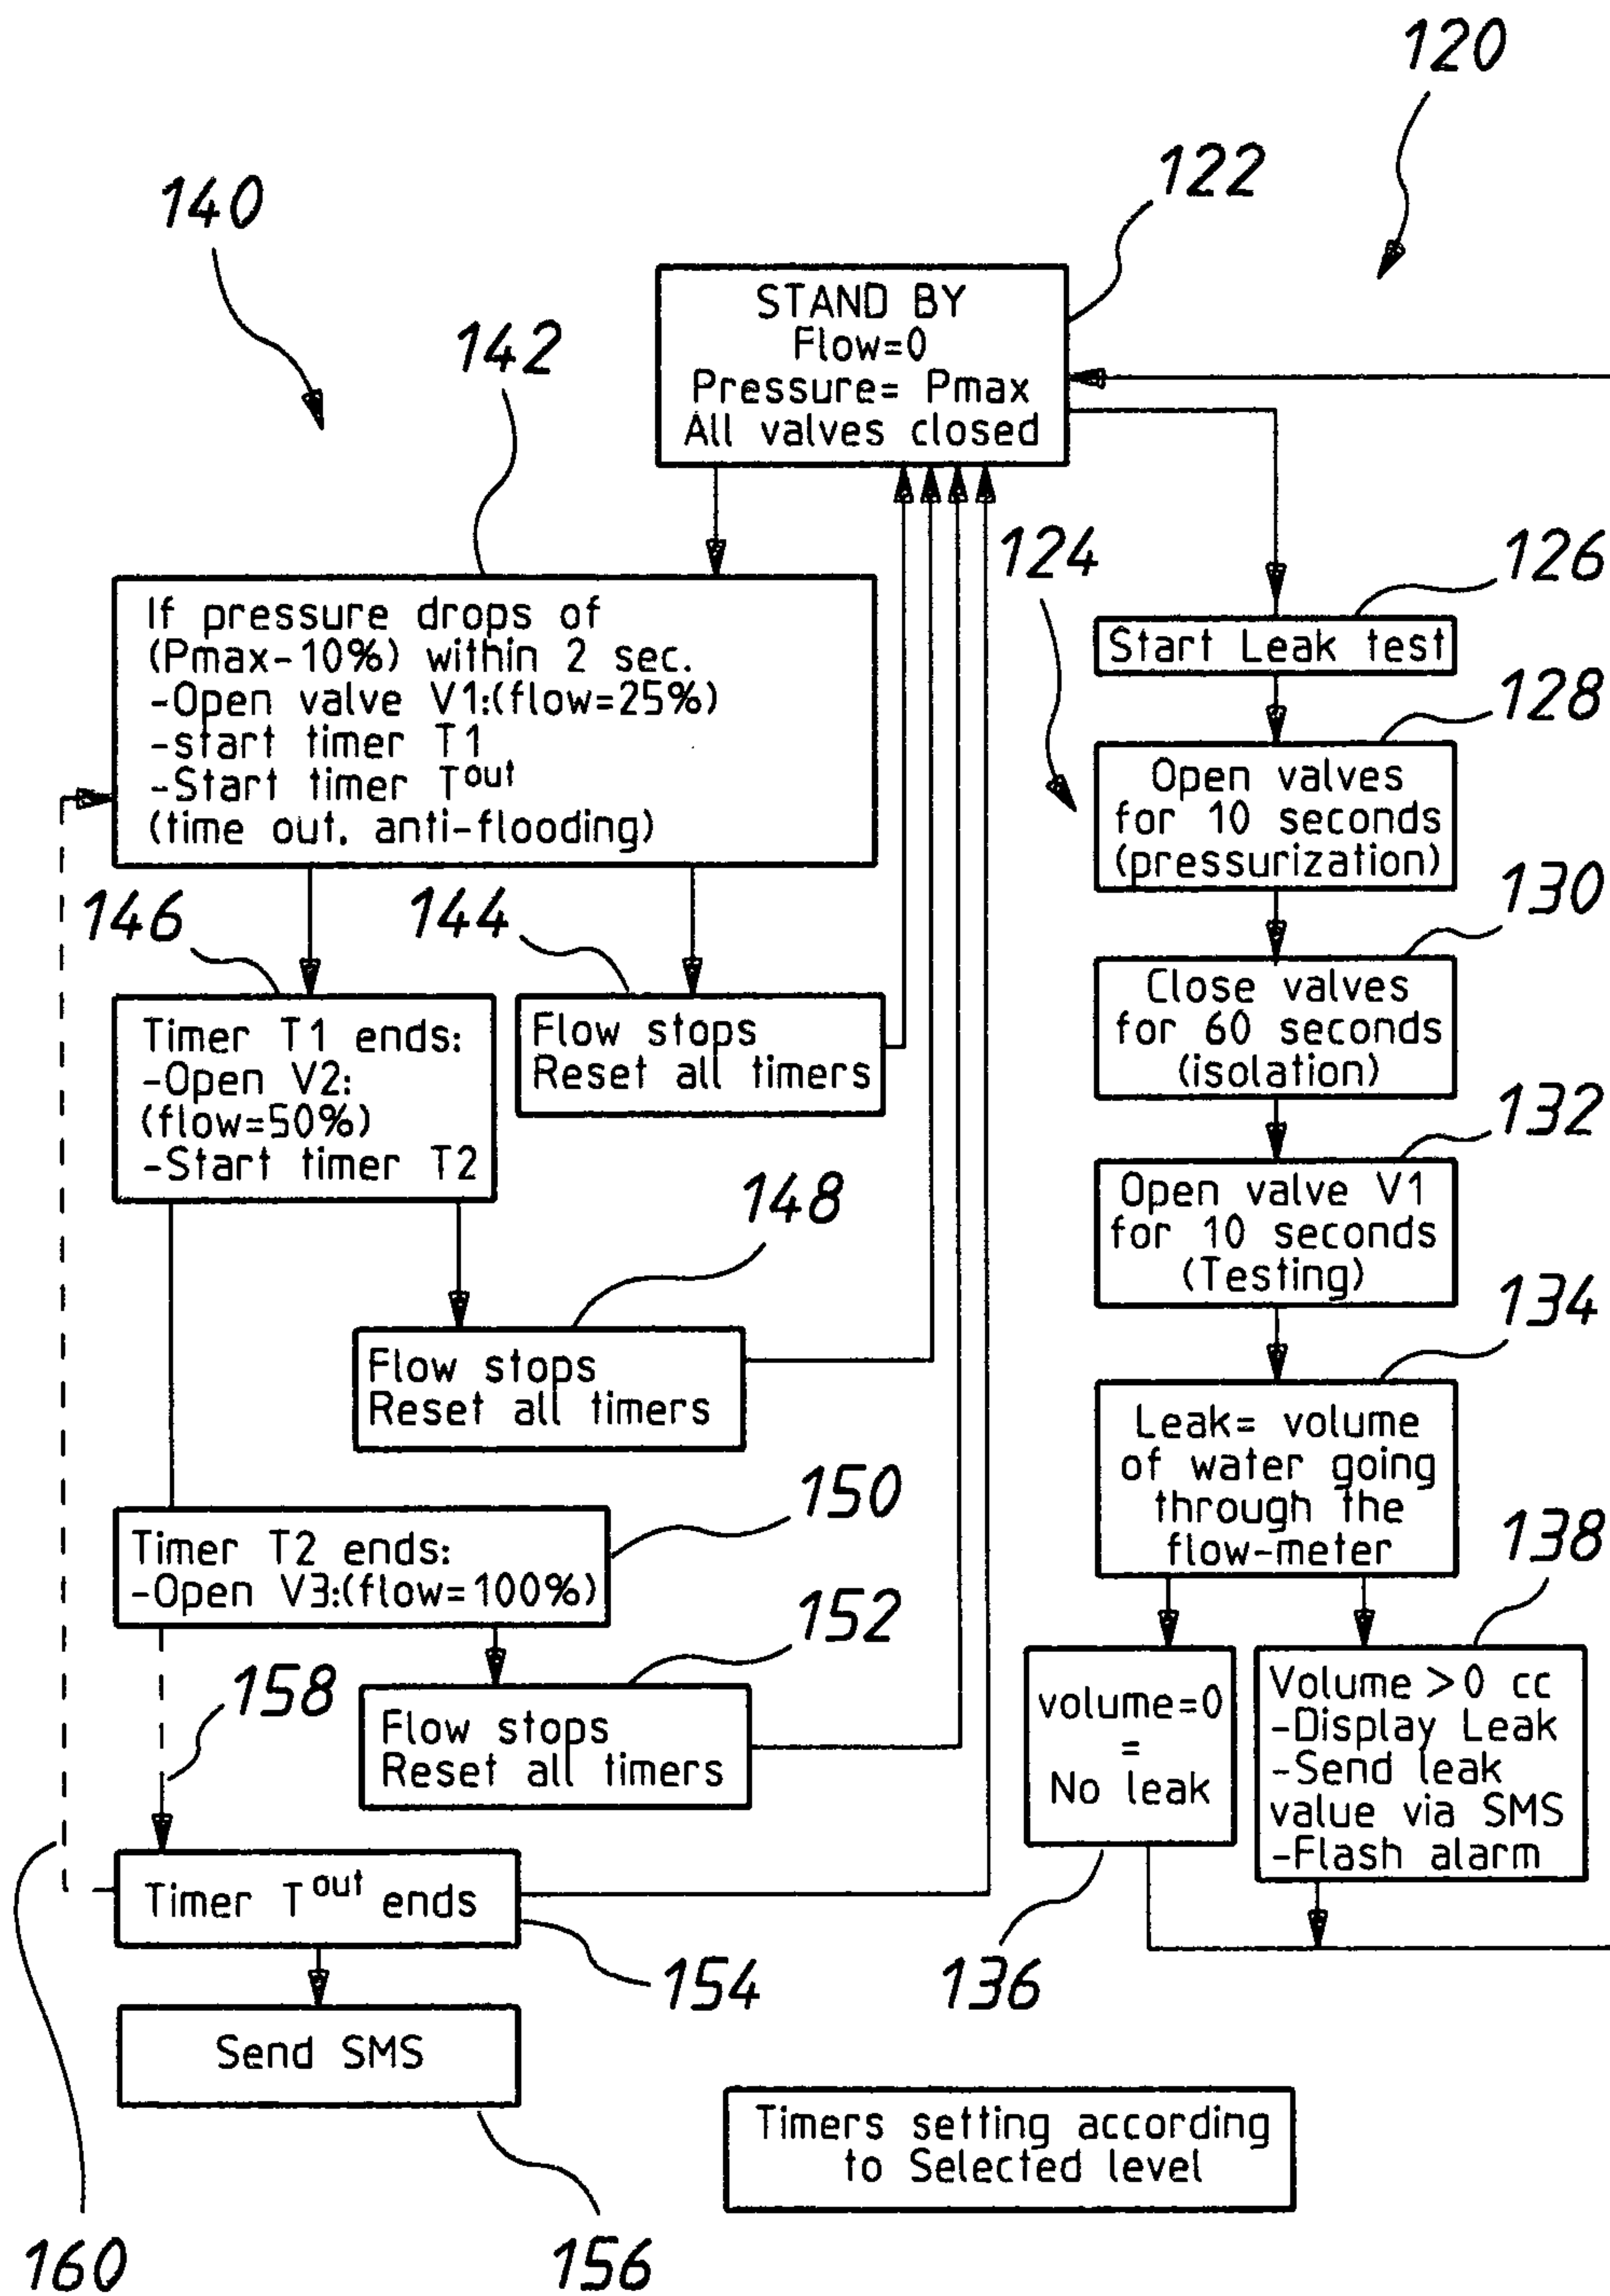 120
122
140
STAND BY
Flow=0
Pressure= Pmax
All valves closed
142
124
126
If pressure drops of
(Pmax-10%) within 2 sec.
-Open valve V1:(flow=25%)
-start timer T1
-Start timer Tout
(time out. anti-flooding)
Start Leak test
128
Open valves
for 10 seconds
(pressurization)
146
144
130
Timer T1 ends:
-Open V2:
(flow=50%)
-Start timer T2
Flow stops
Reset all timers
Close valves
for 60 seconds
(isolation)
132
Open valve V1
for 10 seconds
(Testing)
148
134
Flow stops
Reset all timers
Leak= volume
of water going
through the
flow-meter
150
138
Timer T2 ends:
-Open V3:(flow=100%)
152
158
Flow stops
Reset all timers
volume=0
=
No leak
Volume >0 cc
-Display Leak
-Send leak
value via SMS
-Flash alarm
Timer Tout ends
154
136
Send SMS
Timers setting according
to Selected level
160
156